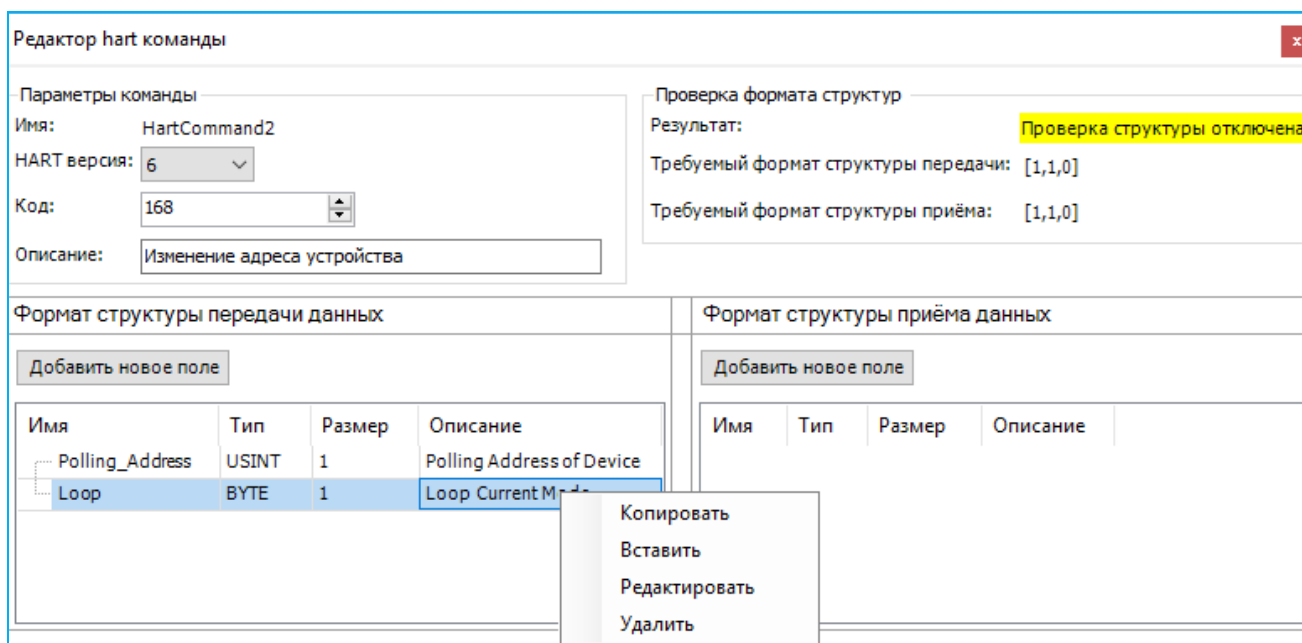 Редактор hart команды
x
Параметры команды
Имя: HartCommand2
HART версия: 6
Код: 168
Описание: Изменение адреса устройства
Проверка формата структур
Результат: Проверка структуры отключена
Требуемый формат структуры передачи: [1,1,0]
Требуемый формат структуры приёма: [1,1,0]
Формат структуры передачи данных
Добавить новое поле
Имя Тип Размер Описание
Polling_Address USINT 1 Polling Address of Device
Loop BYTE 1 Loop Current Mode
Формат структуры приёма данных
Добавить новое поле
Имя Тип Размер Описание
Копировать
Вставить
Редактировать
Удалить